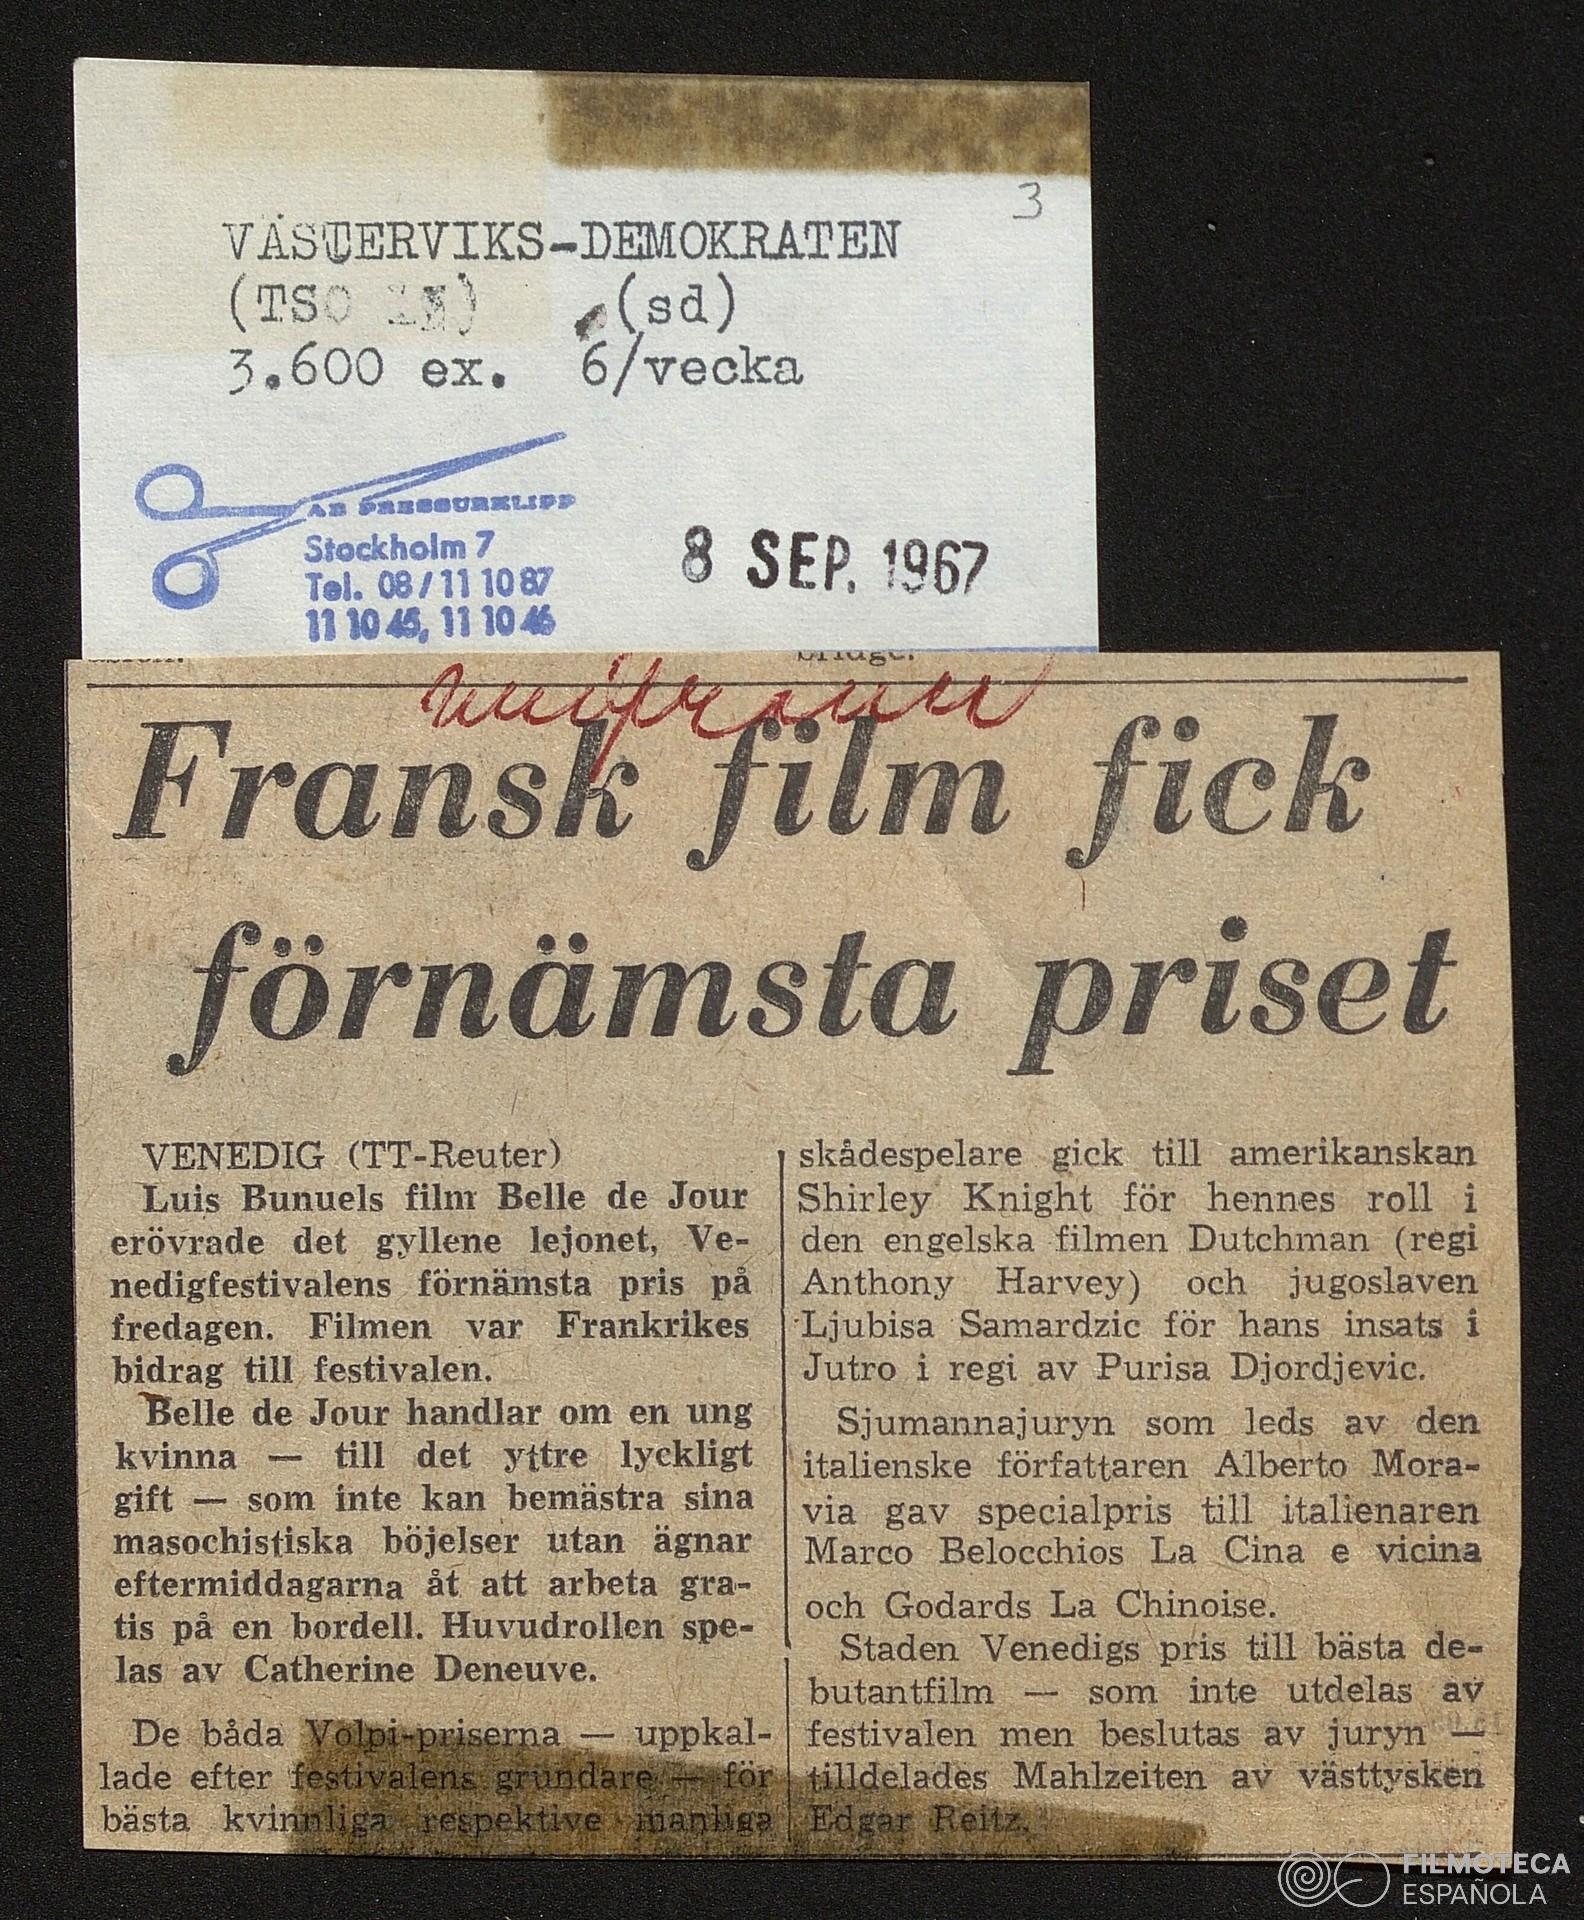 3
VÄSTERVIKS-DEMOKRATEN
(TSO
(sd)
3.600 ex. 6/vecka
AB PRESSURKLIPP
Stockholm 7
Tel. 08/11 10 87
11 10 45, 11 10 46
8 SEP. 1967
bridge.
Fransk film fick
förnämsta priset
VENEDIG (TT-Reuter)
Luis Bunuels film Belle de Jour
erövrade det gyllene lejonet, Ve-
nedigfestivalens förnämsta pris på
fredagen. Filmen var Frankrikes
bidrag till festivalen.
Belle de Jour handlar om en ung
kvinna — till det yttre lyckligt
gift — som inte kan bemästra sina
masochistiska böjelser utan ägnar
eftermiddagarna åt att arbeta gra-
tis på en bordell. Huvudrollen spe-
las av Catherine Deneuve.
De båda Volpi-priserna — uppkal-
lade efter festivalens grundare — för
bästa kvinnliga respektive manliga
skådespelare gick till amerikanskan
Shirley Knight för hennes roll i
den engelska filmen Dutchman (regi
Anthony Harvey) och jugoslaven
Ljubisa Samardzic för hans insats i
Jutro i regi av Purisa Djordjevic.
Sjumannajuryn som leds av den
italienske författaren Alberto Mora-
via gav specialpris till italienaren
Marco Belocchios La Cina e vicina
och Godards La Chinoise.
Staden Venedigs pris till bästa de-
butantfilm — som inte utdelas av
festivalen men beslutas av juryn —
tilldelades Mahlzeiten av västtysken
Edgar Reitz.
FILMOTECA
ESPAÑOLA